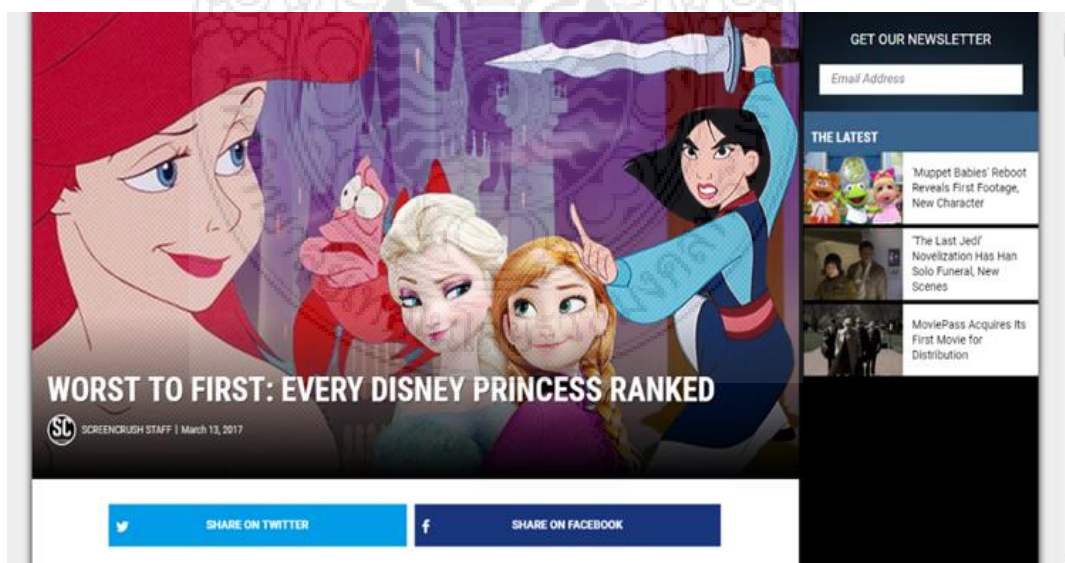 WORST TO FIRST: EVERY DISNEY PRINCESS RANKED
SC SCREENCRUSH STAFF | March 13, 2017
SHARE ON TWITTER
f SHARE ON FACEBOOK
GET OUR NEWSLETTER
Email Address
THE LATEST
'Muppet Babies' Reboot
Reveals First Footage,
New Character
'The Last Jedi'
Novelization Has Han
Solo Funeral, New
Scenes
MoviePass Acquires Its
First Movie for
Distribution